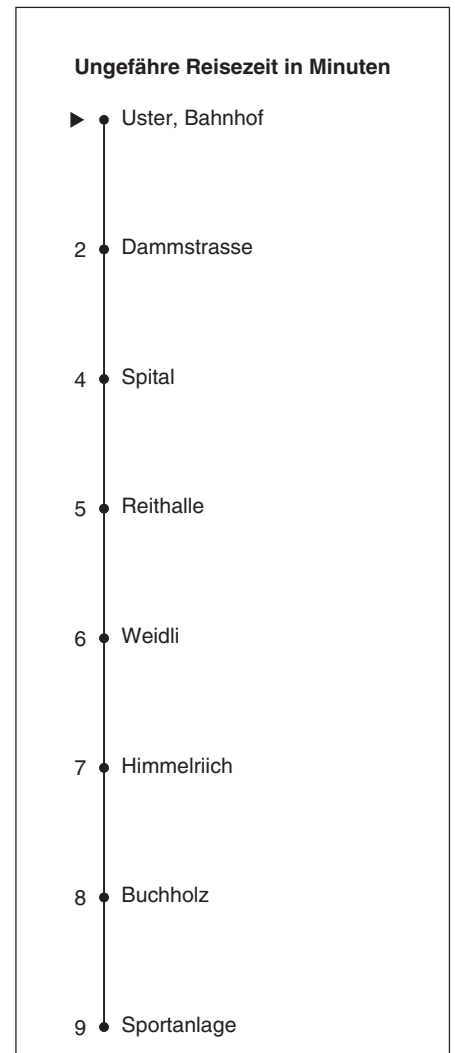 Ungefähre Reisezeit in Minuten
Uster, Bahnhof
2 Dammstrasse
4 Spital
5 Reithalle
6 Weidli
7 Himmelriich
8 Buchholz
9 Sportanlage